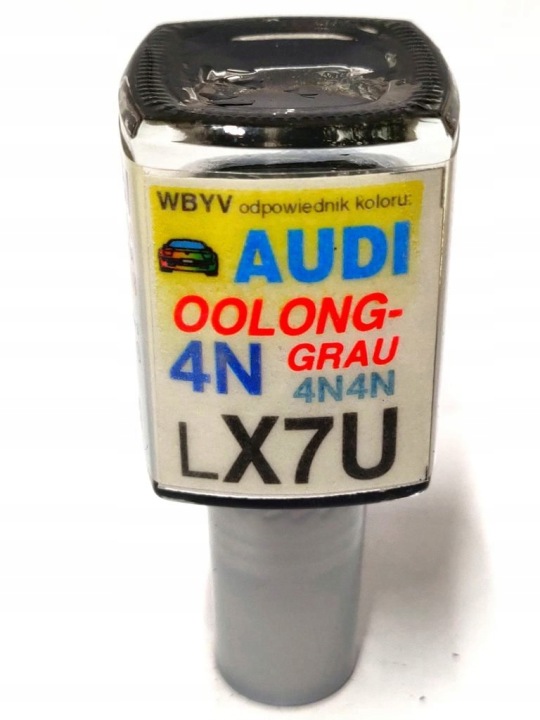 WBYV odpowiednik koloru:
AUDI
OOLONG-
4N GRAU
4N4N
LX7U